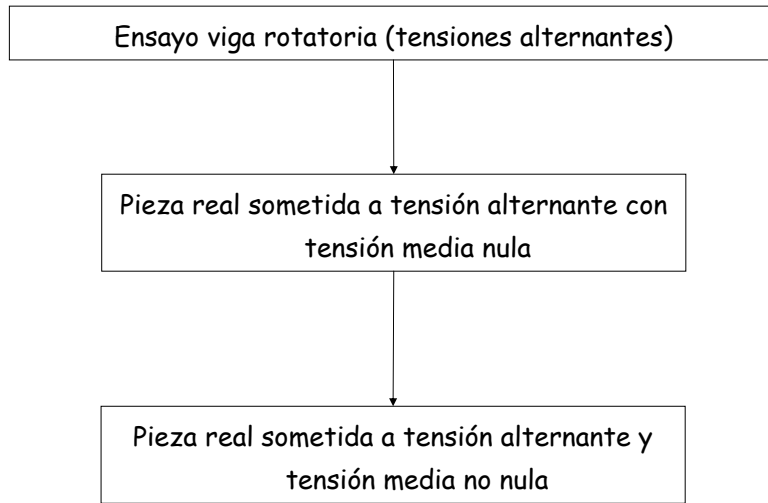 Ensayo viga rotatoria (tensiones alternantes)
Pieza real sometida a tensión alternante con
tensión media nula
Pieza real sometida a tensión alternante y
tensión media no nula